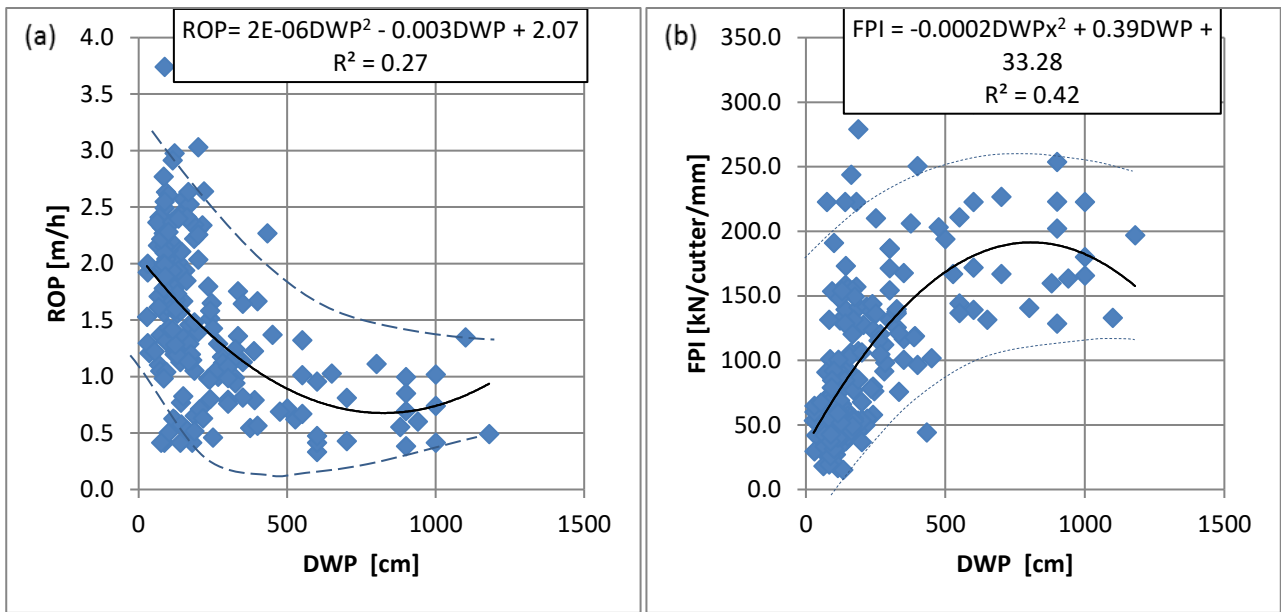 (a)
ROP= 2E-06DWP² - 0.003DWP + 2.07
R² = 0.27
4.0
3.5
3.0
2.5
2.0
1.5
1.0
0.5
0.0
ROP [m/h]
0 500 1000 1500
DWP [cm]
(b)
FPI = -0.0002DWPx² + 0.39DWP +
33.28
R² = 0.42
350.0
300.0
250.0
200.0
150.0
100.0
50.0
0.0
FPI [kN/cutter/mm]
0 500 1000 1500
DWP [cm]